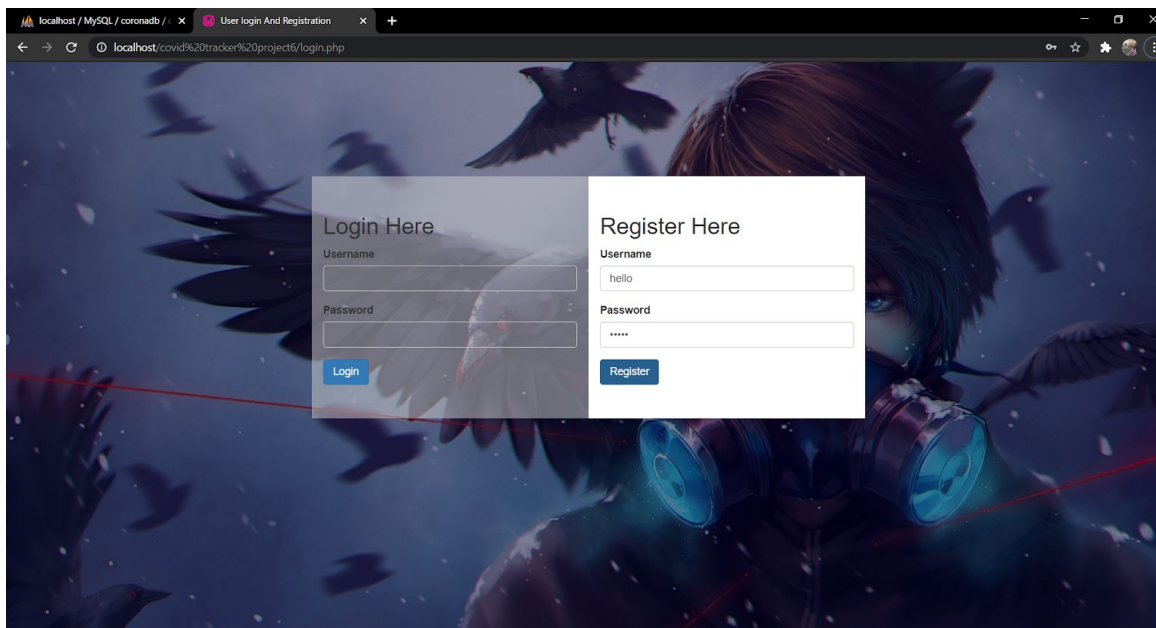 localhost / MySQL / coronadb / c
User login And Registration
localhost/covid%20tracker%20project6/login.php
Login Here
Username
Password
Login
Register Here
Username
hello
Password
•••••
Register